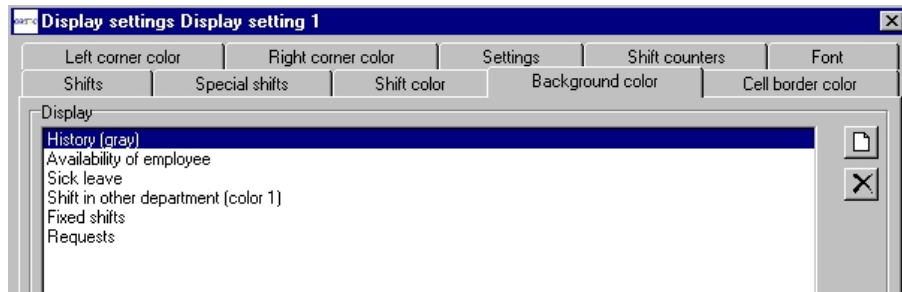 Display settings Display setting 1
Left corner color Right corner color Settings Shift counters Font
Shifts Special shifts Shift color Background color Cell border color
Display
History (gray)
Availability of employee
Sick leave
Shift in other department (color 1)
Fixed shifts
Requests